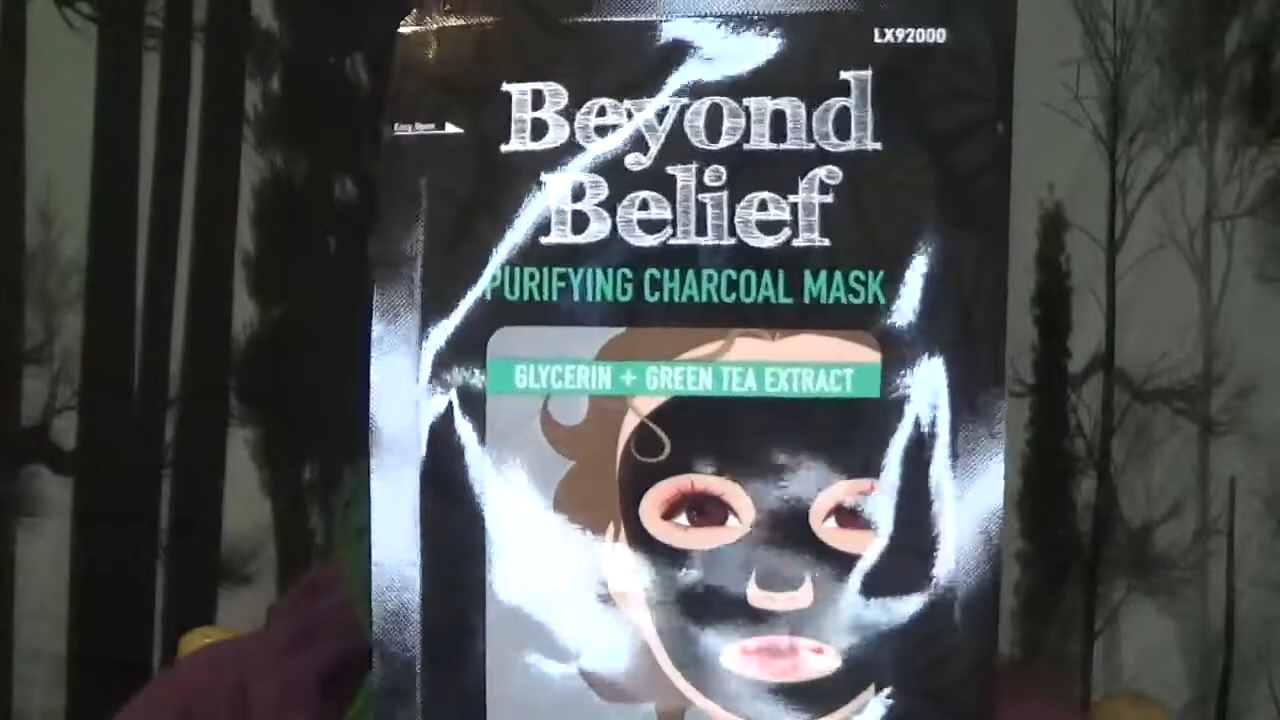 LX92000
Easy Open
Beyond
Belief
PURIFYING CHARCOAL MASK
GLYCERIN + GREEN TEA EXTRACT